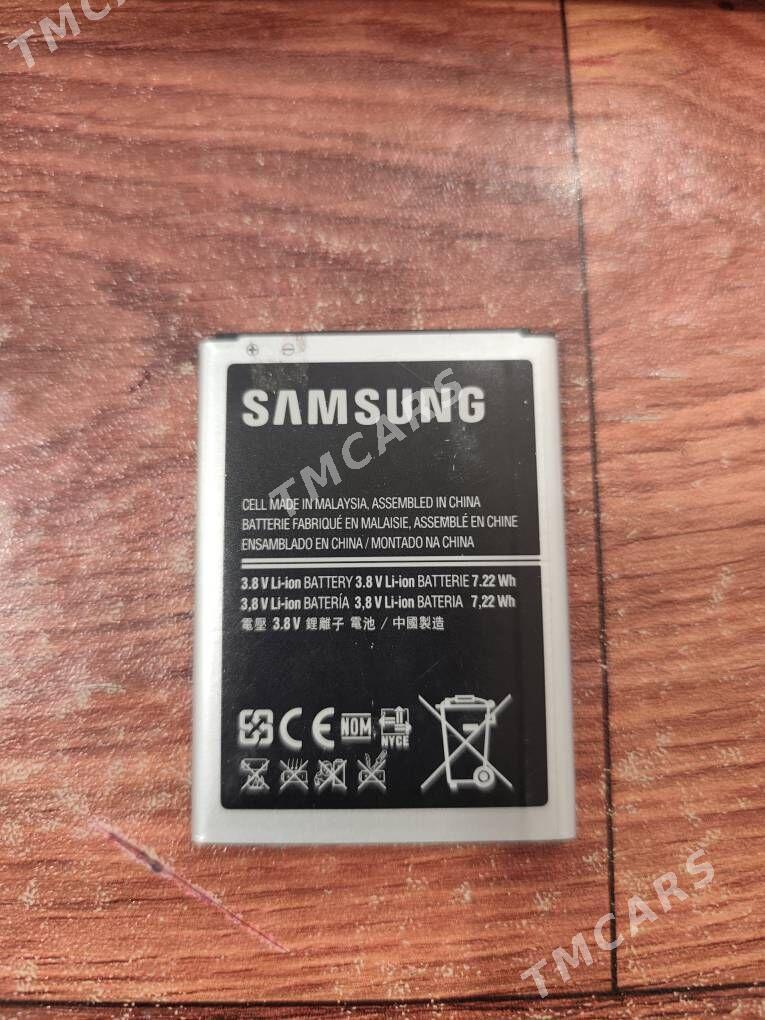 TMCARS
SAMSUNG
TMCARS
CELL MADE IN MALAYSIA, ASSEMBLED IN CHINA
BATTERIE FABRIQUÉ EN MALAISIE, ASSEMBLÉ EN CHINE
ENSAMBLADO EN CHINA / MONTADO NA CHINA
3.8 V Li-ion BATTERY 3.8 V Li-ion BATTERIE 7.22 Wh
3,8 V Li-ion BATERÍA 3,8 V Li-ion BATERIA 7,22 Wh
電壓 3.8 V 鋰離子 電池 / 中國製造
CE NOM NYCE
TMCARS